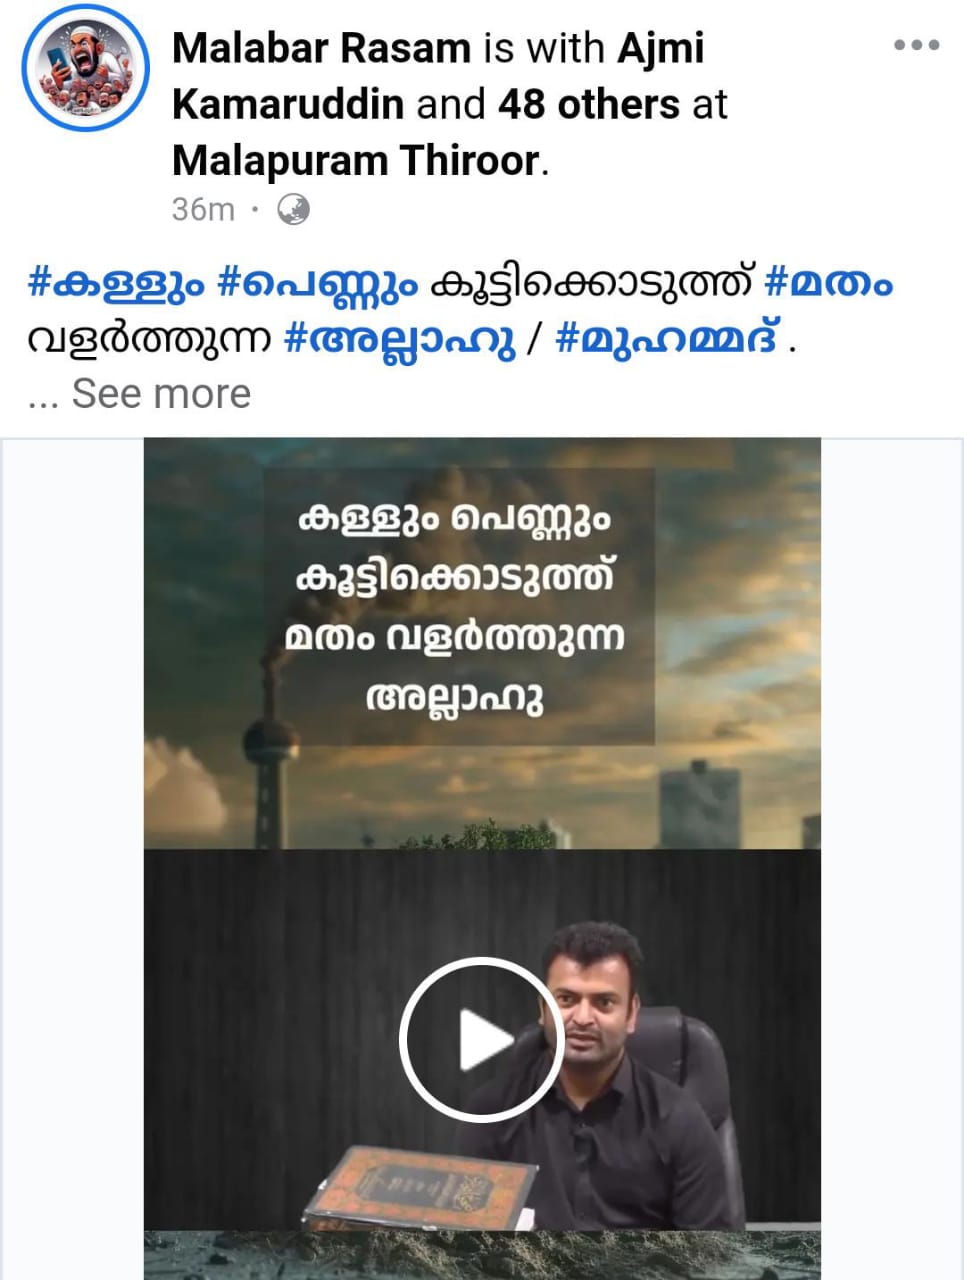 Malabar Rasam is with Ajmi
Kamaruddin and 48 others at
Malapuram Thiroor.
36m ·
#കള്ളും #പെണ്ണും കൂട്ടിക്കൊടുത്ത് #മതം
വളർത്തുന്ന #അല്ലാഹു / #മുഹമ്മദ് .
... See more
കള്ളും പെണ്ണും
കൂട്ടിക്കൊടുത്ത്
മതം വളർത്തുന്ന
അല്ലാഹു